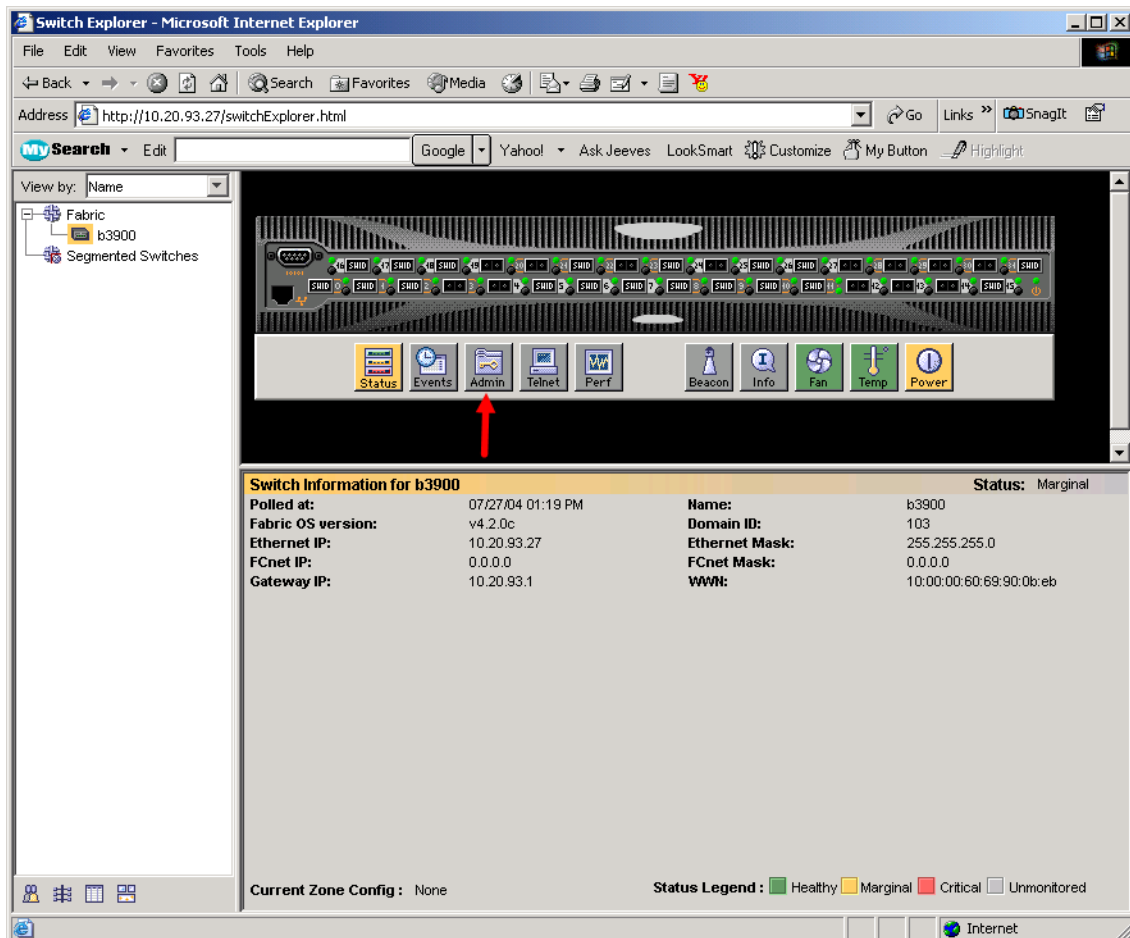 Switch Explorer - Microsoft Internet Explorer
File Edit View Favorites Tools Help
Back Search Favorites Media
Address http://10.20.93.27/switchExplorer.html Go Links » SnagIt
My Search Edit Google Yahoo! Ask Jeeves LookSmart Customize My Button Highlight
View by: Name
Fabric
b3900
Segmented Switches
Status Events Admin Telnet Perf Beacon Info Fan Temp Power
Switch Information for b3900 Status: Marginal
Polled at: 07/27/04 01:19 PM Name: b3900
Fabric OS version: v4.2.0c Domain ID: 103
Ethernet IP: 10.20.93.27 Ethernet Mask: 255.255.255.0
FCnet IP: 0.0.0.0 FCnet Mask: 0.0.0.0
Gateway IP: 10.20.93.1 WWN: 10:00:00:60:69:90:0b:eb
Current Zone Config : None Status Legend : Healthy Marginal Critical Unmonitored
Internet